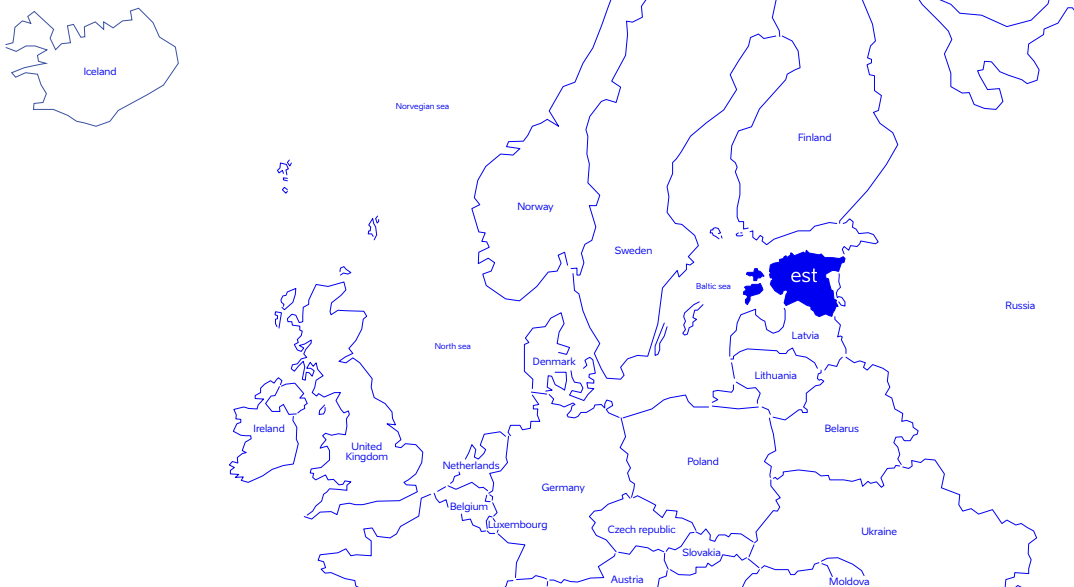 Iceland
Norwegian sea
Finland
Norway
Sweden
est
Baltic sea
Russia
Latvia
North sea
Denmark
Lithuania
Ireland
Belarus
United
Kingdom
Netherlands
Poland
Germany
Belgium
Luxembourg
Czech republic
Ukraine
Slovakia
Austria
Moldova